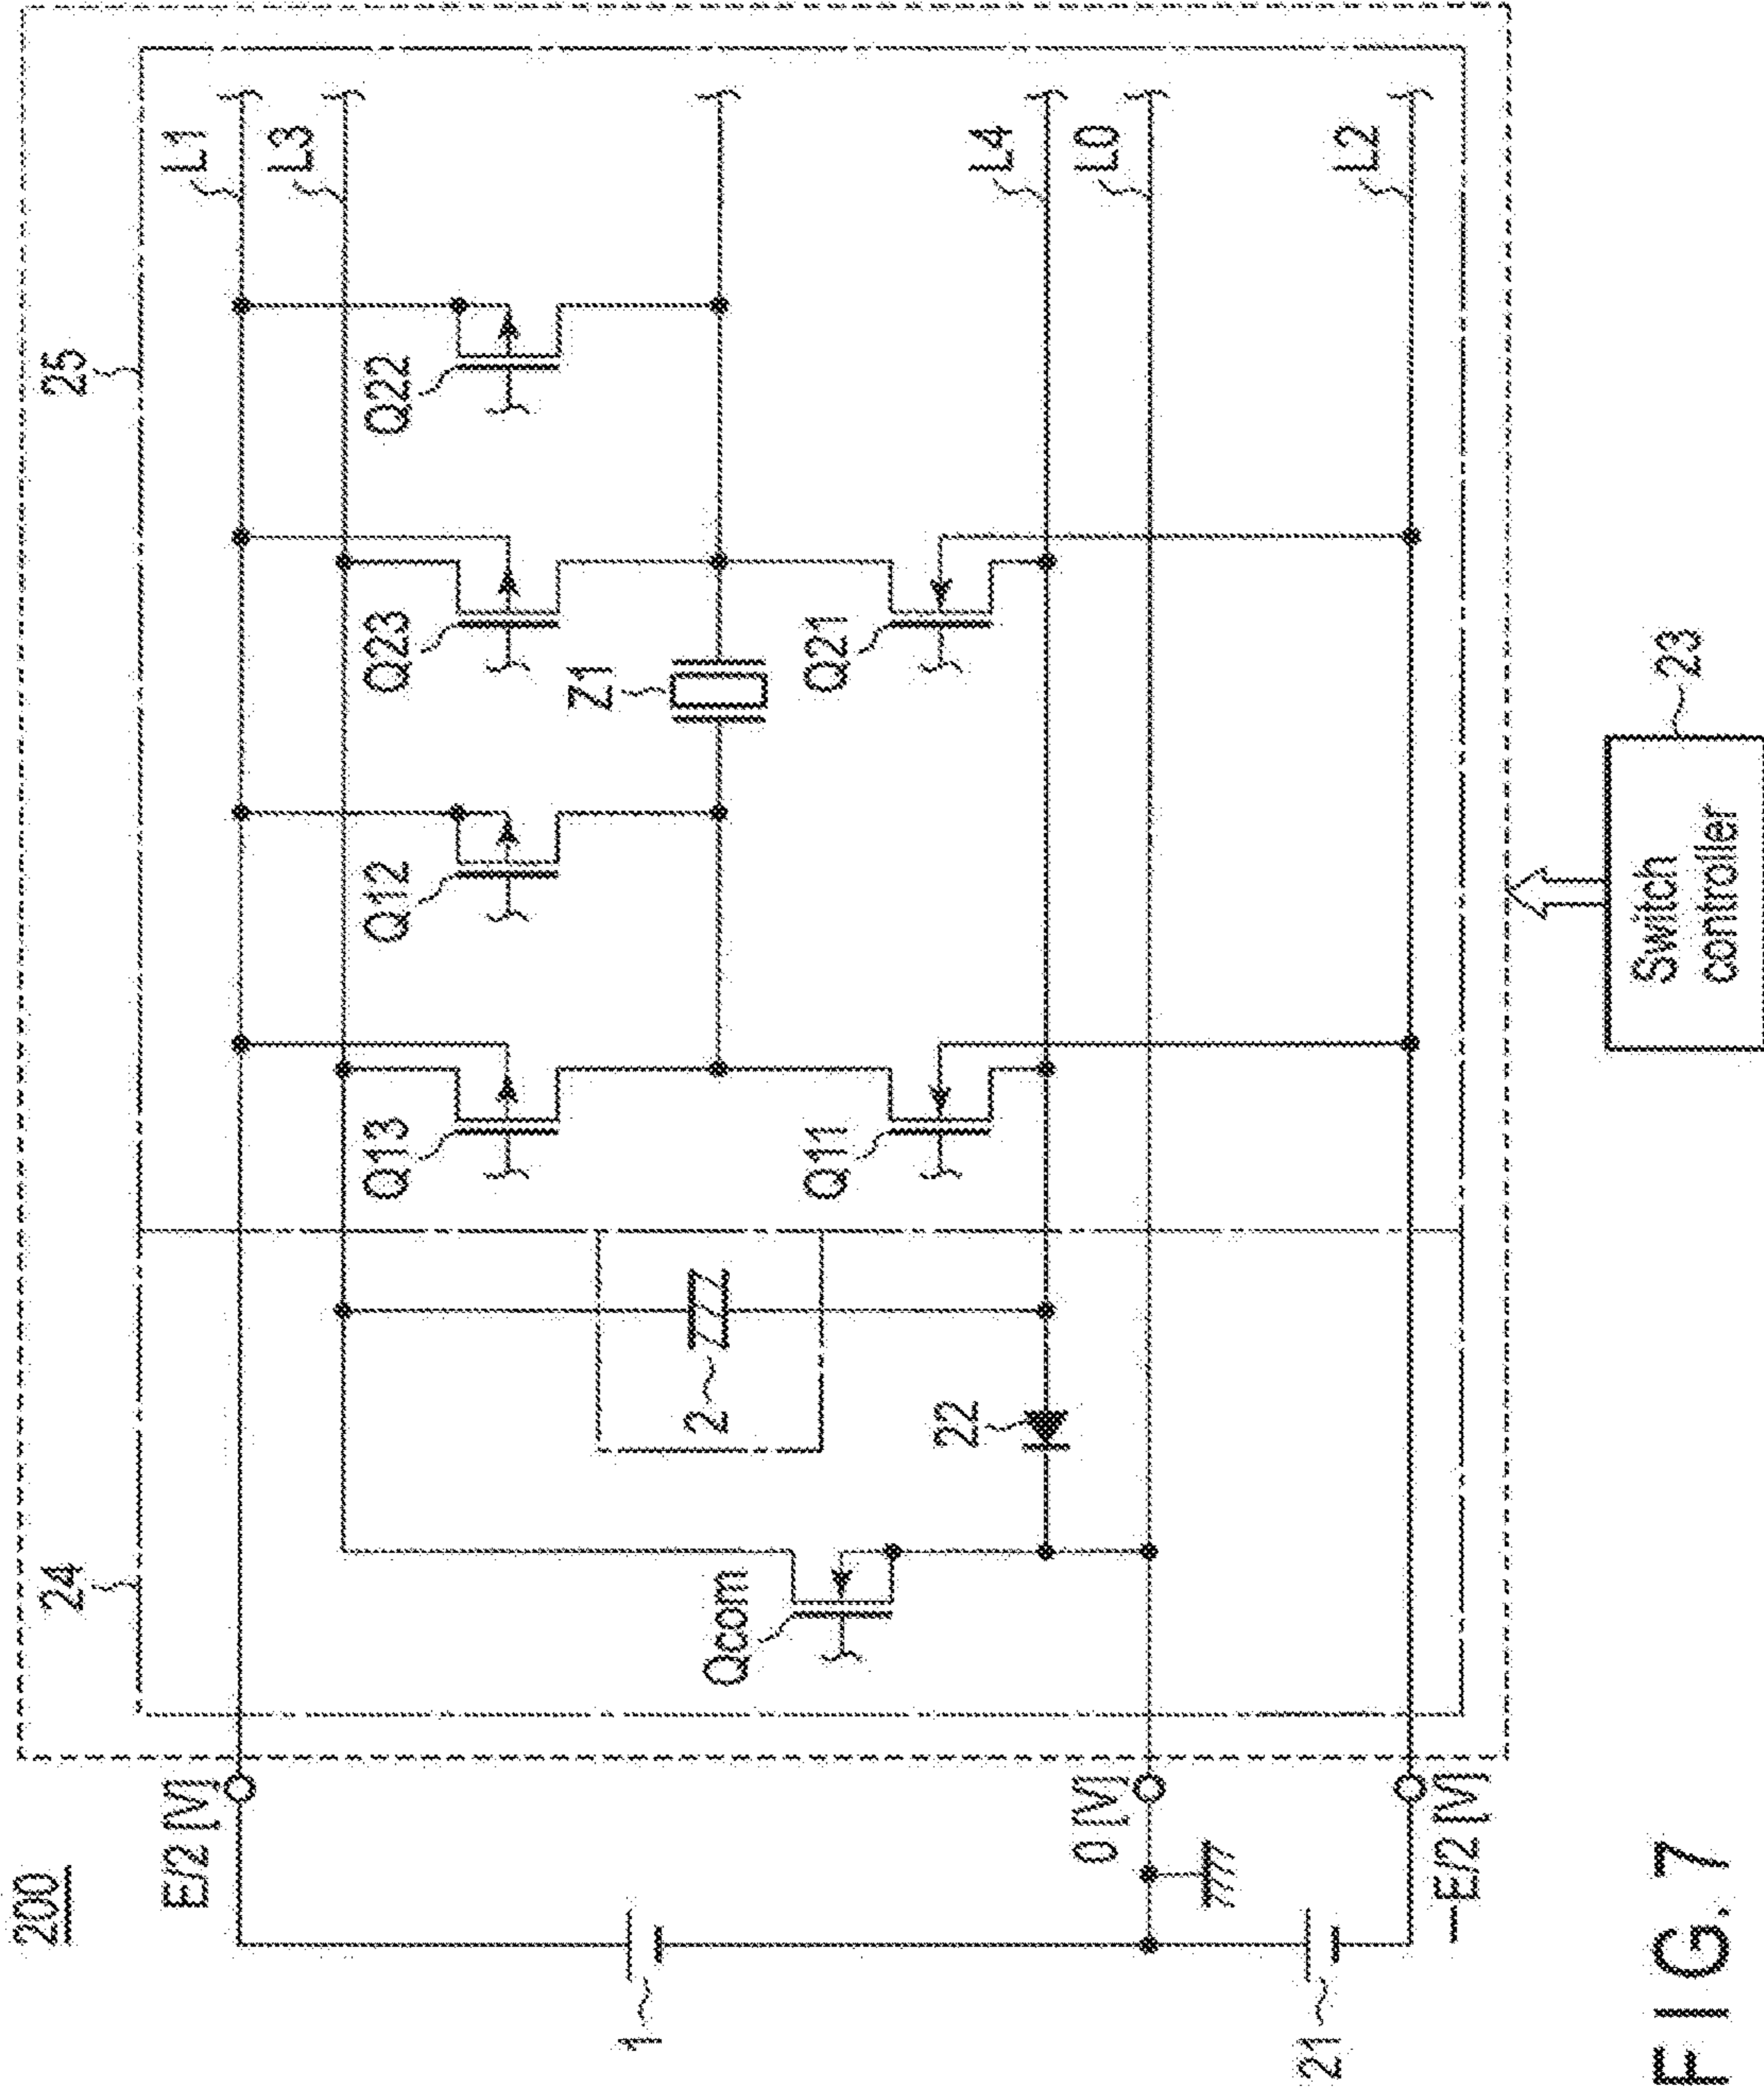 200
24
25
E/2 [V]
L1
L3
Q13
Q12
Q23
Q22
Z1
1
2
Qcom
Q11
Q21
22
L4
0 [V]
L0
21
L2
−E/2 [V]
Switch
controller
23
FIG. 7